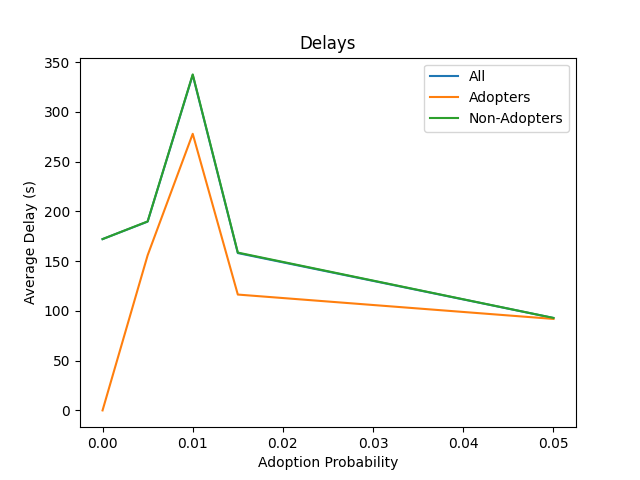 Delays
All
Adopters
Non-Adopters
Average Delay (s)
350
300
250
200
150
100
50
0
0.00 0.01 0.02 0.03 0.04 0.05
Adoption Probability